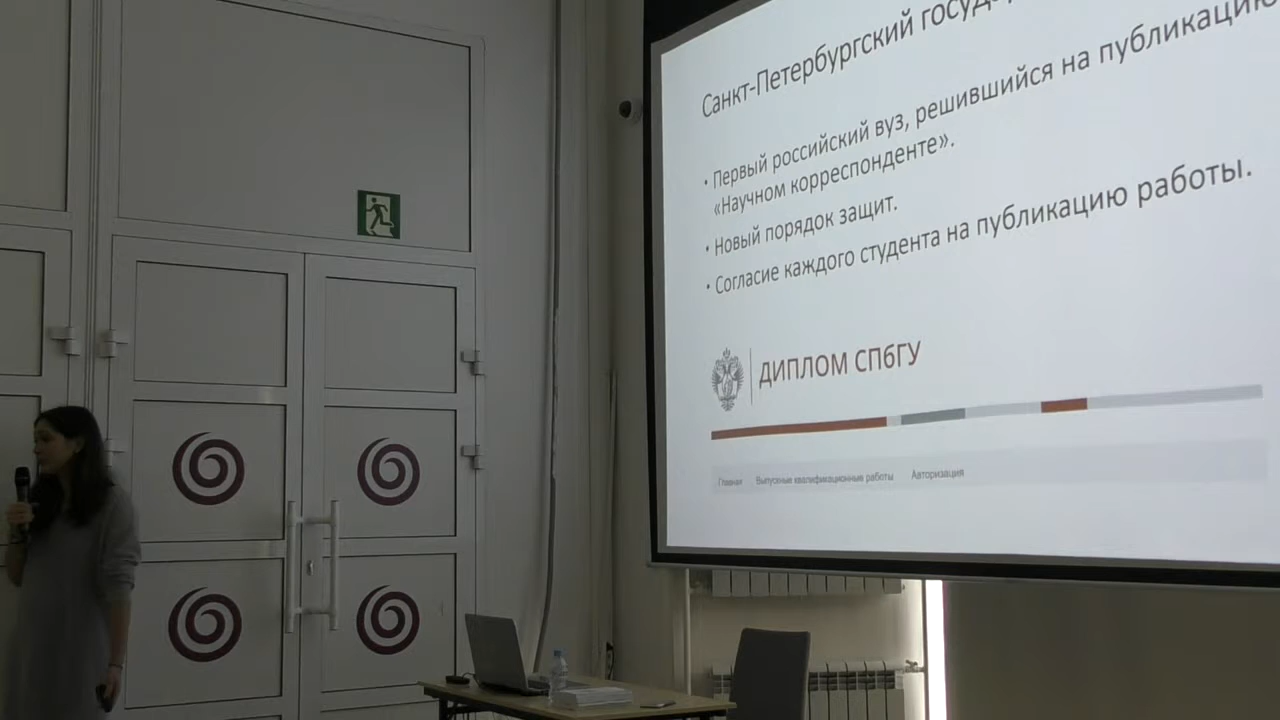 Санкт-Петербургский
• Первый российский вуз, решившийся на публикацию
«Научном корреспонденте».
• Новый порядок защит.
• Согласие каждого студента на публикацию работы.
ДИПЛОМ СПбГУ
Главная Выпускные квалификационные работы Авторизация